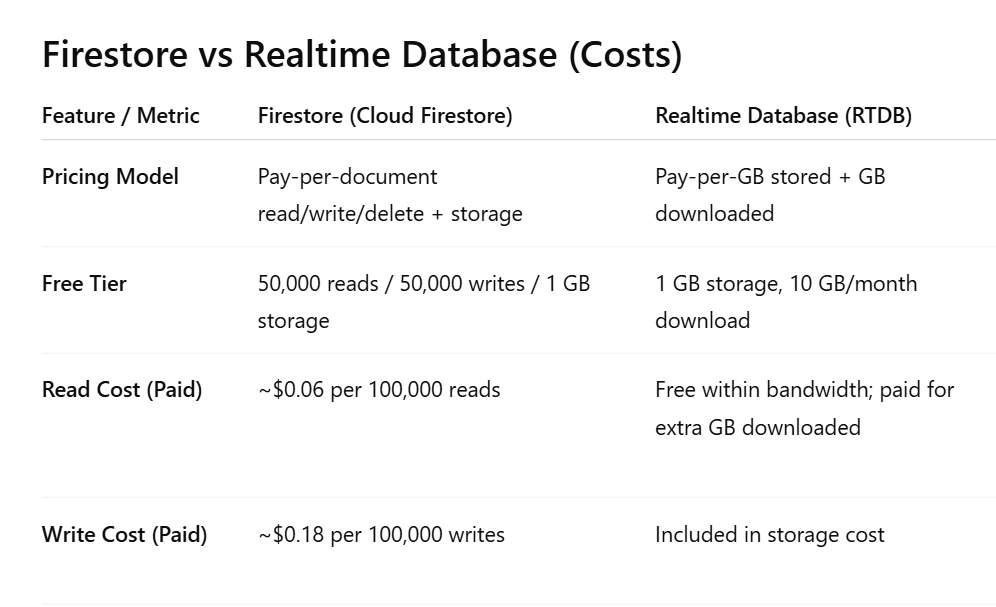 Firestore vs Realtime Database (Costs)
Feature / Metric Firestore (Cloud Firestore) Realtime Database (RTDB)
Pricing Model Pay-per-document Pay-per-GB stored + GB
read/write/delete + storage downloaded
Free Tier 50,000 reads / 50,000 writes / 1 GB 1 GB storage, 10 GB/month
storage download
Read Cost (Paid) ~$0.06 per 100,000 reads Free within bandwidth; paid for
extra GB downloaded
Write Cost (Paid) ~$0.18 per 100,000 writes Included in storage cost